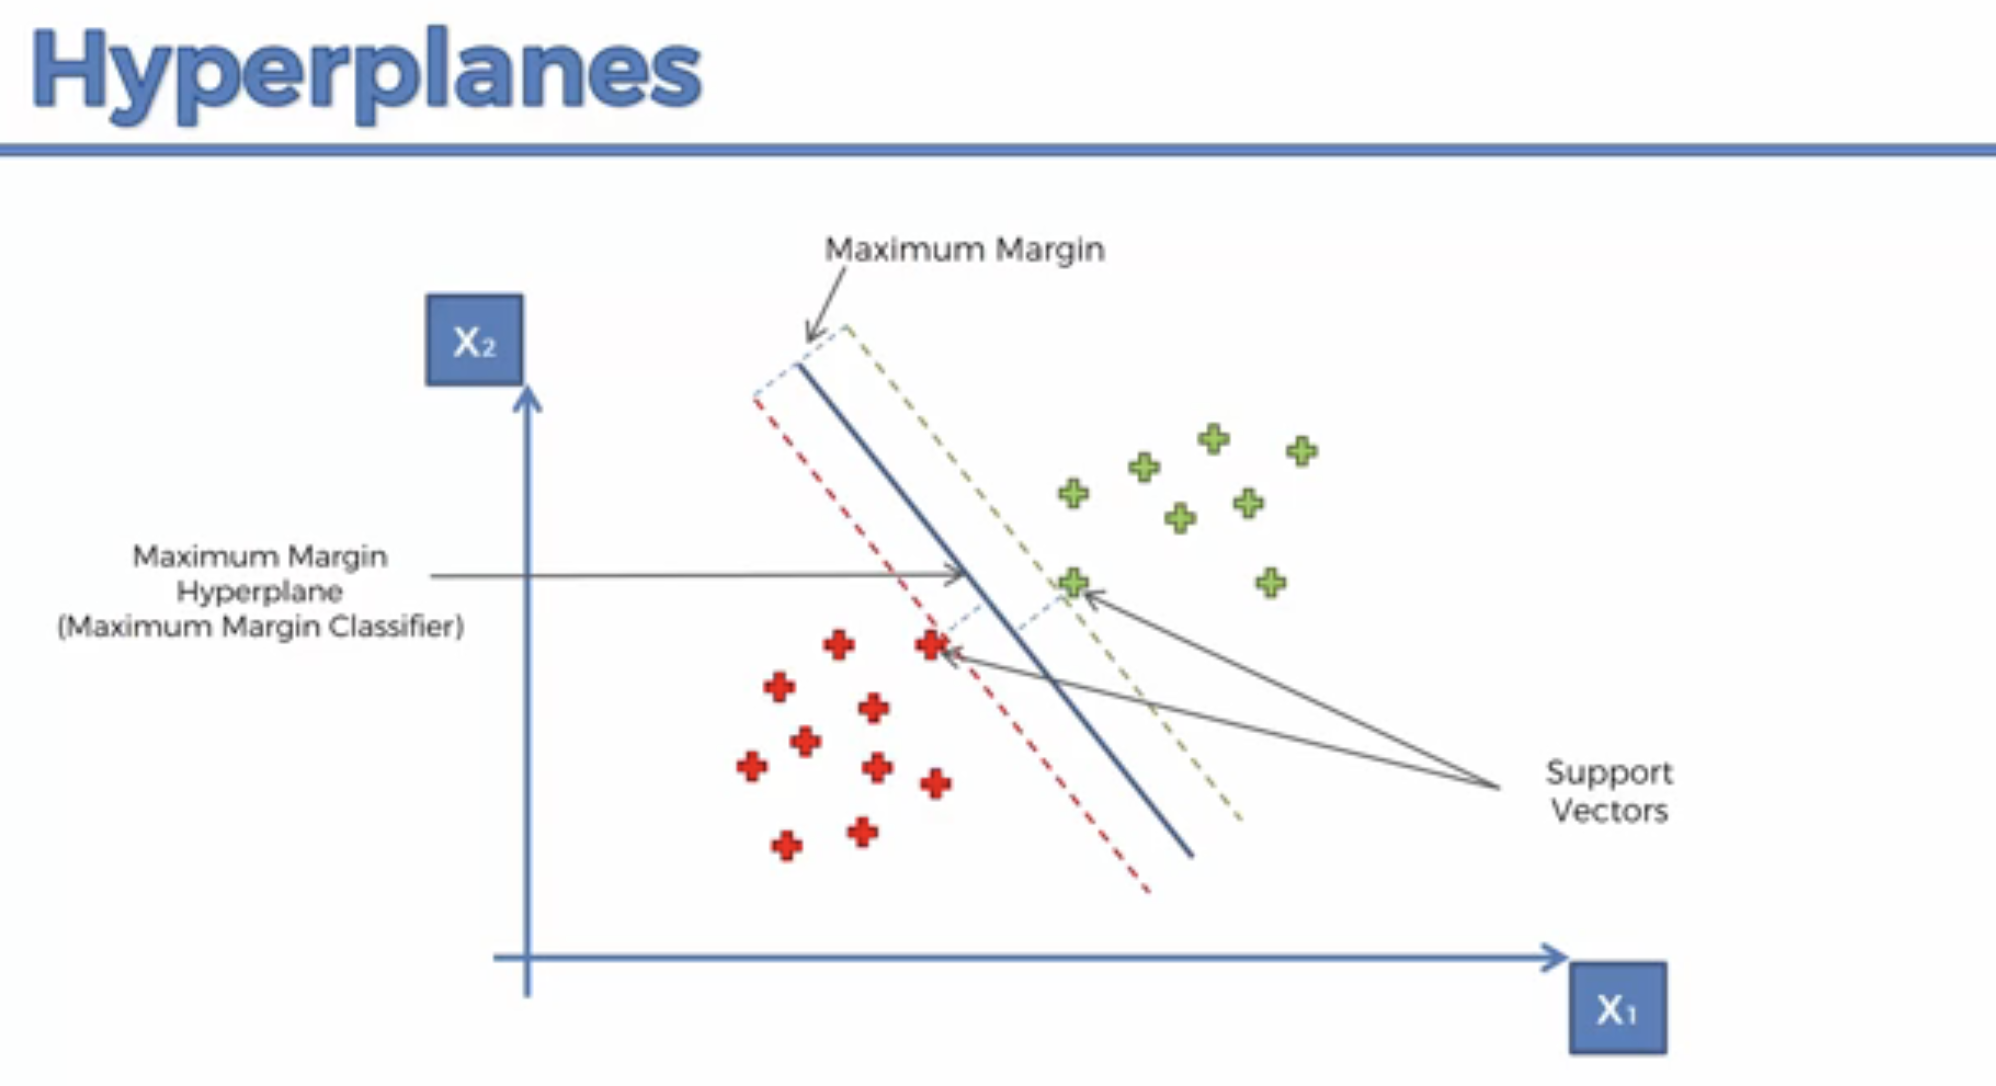 Hyperplanes
Maximum Margin
X2
Maximum Margin
Hyperplane
(Maximum Margin Classifier)
Support
Vectors
X1